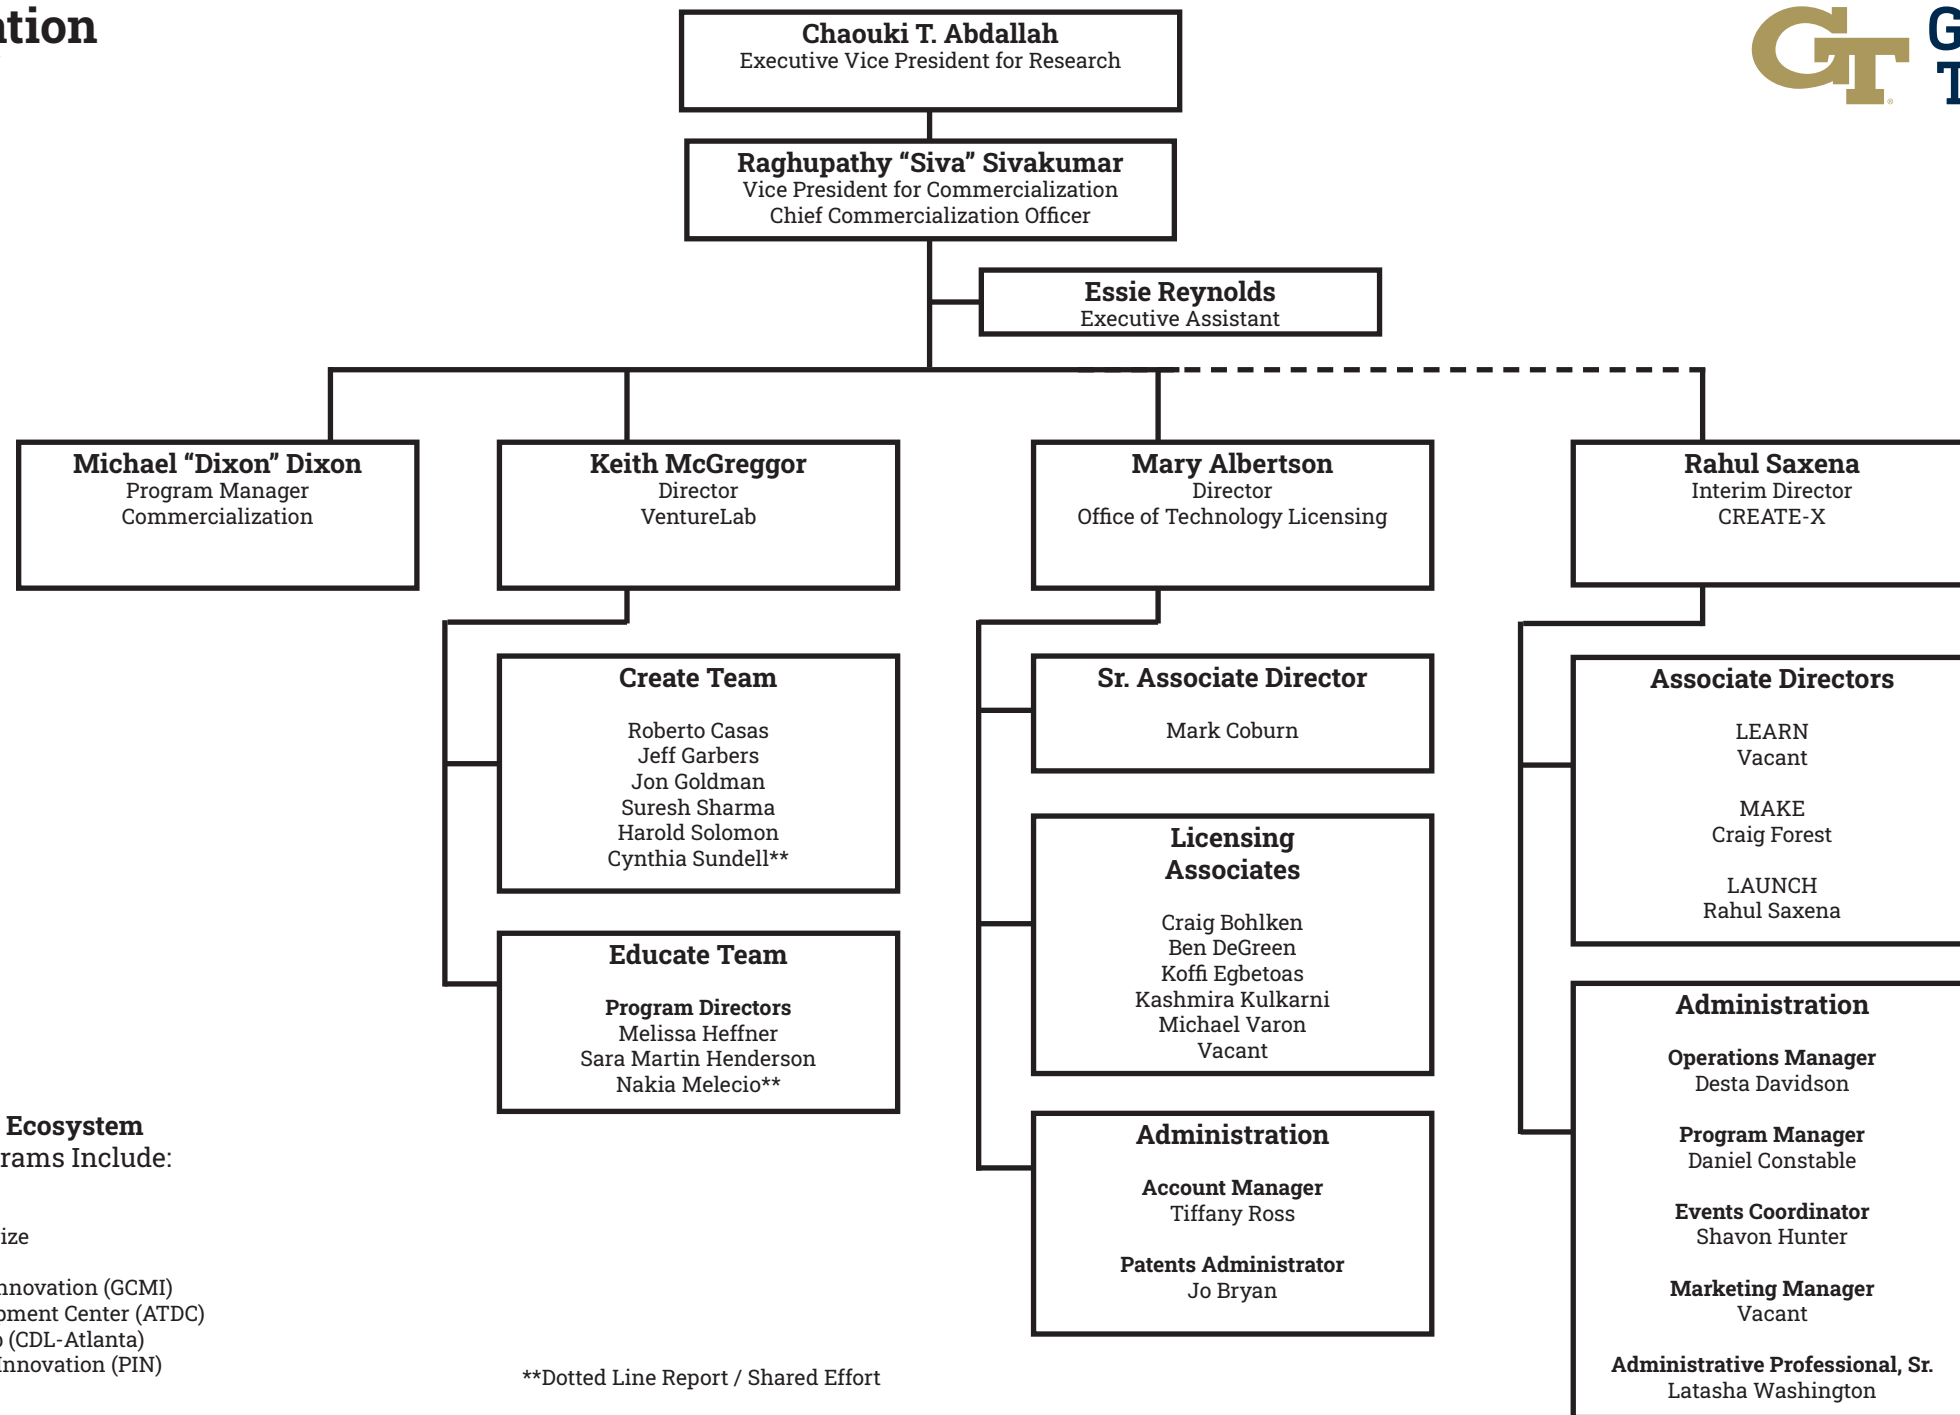 Chaouki T. Abdallah
Executive Vice President for Research
Raghupathy “Siva” Sivakumar
Vice President for Commercialization
Chief Commercialization Officer
Essie Reynolds
Executive Assistant
Michael “Dixon” Dixon
Program Manager
Commercialization
Keith McGreggor
Director
VentureLab
Mary Albertson
Director
Office of Technology Licensing
Rahul Saxena
Interim Director
CREATE-X
Create Team
Roberto Casas
Jeff Garbers
Jon Goldman
Suresh Sharma
Harold Solomon
Cynthia Sundell**
Educate Team
Program Directors
Melissa Heffner
Sara Martin Henderson
Nakia Melecio**
Sr. Associate Director
Mark Coburn
Licensing
Associates
Craig Bohlken
Ben DeGreen
Koffi Egbetoas
Kashmira Kulkarni
Michael Varon
Vacant
Administration
Account Manager
Tiffany Ross
Patents Administrator
Jo Bryan
Associate Directors
LEARN
Vacant
MAKE
Craig Forest
LAUNCH
Rahul Saxena
Administration
Operations Manager
Desta Davidson
Program Manager
Daniel Constable
Events Coordinator
Shavon Hunter
Marketing Manager
Vacant
Administrative Professional, Sr.
Latasha Washington
Ecosystem
Include:
(GCMI)
Center (ATDC)
(CDL-Atlanta)
Innovation (PIN)
**Dotted Line Report / Shared Effort
GT